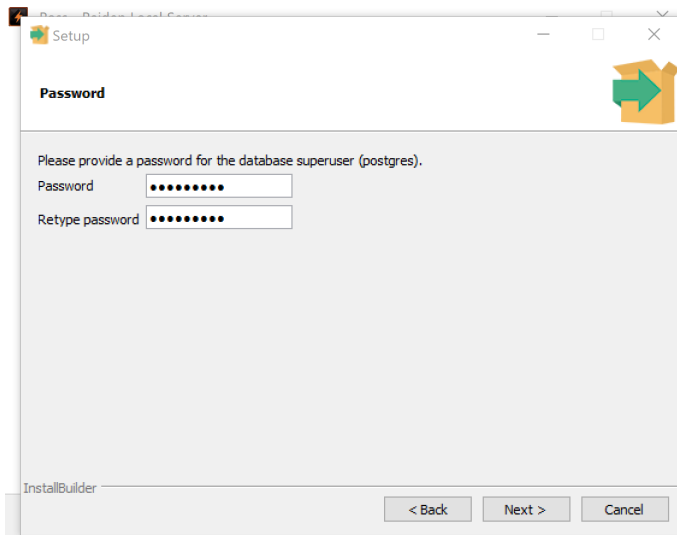 Setup
Password
Please provide a password for the database superuser (postgres).
Password •••••••••
Retype password •••••••••
InstallBuilder
< Back Next > Cancel